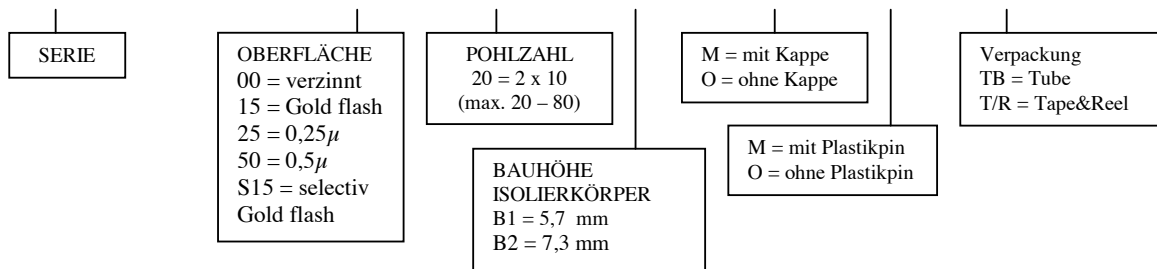 SERIE
OBERFLÄCHE
00 = verzinnt
15 = Gold flash
25 = 0,25µ
50 = 0,5µ
S15 = selectiv
Gold flash
POHLZAHL
20 = 2 x 10
(max. 20 – 80)
BAUHÖHE
ISOLIERKÖRPER
B1 = 5,7 mm
B2 = 7,3 mm
M = mit Kappe
O = ohne Kappe
M = mit Plastikpin
O = ohne Plastikpin
Verpackung
TB = Tube
T/R = Tape&Reel